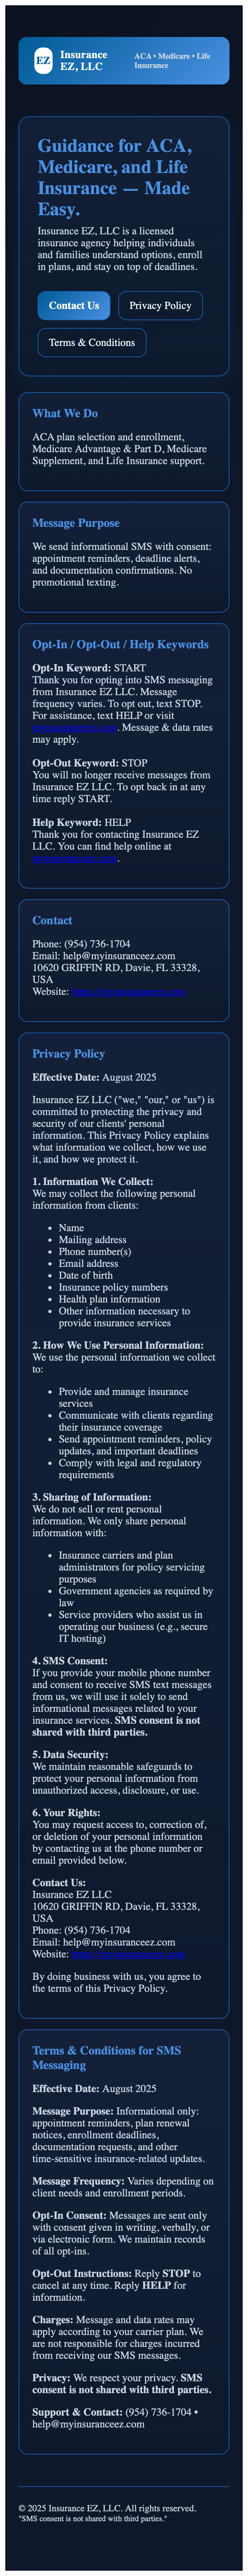 EZ
Insurance
EZ, LLC
ACA • Medicare • Life
Insurance
Guidance for ACA,
Medicare, and Life
Insurance — Made
Easy.
Insurance EZ, LLC is a licensed
insurance agency helping individuals
and families understand options, enroll
in plans, and stay on top of deadlines.
Contact Us
Privacy Policy
Terms & Conditions
What We Do
ACA plan selection and enrollment,
Medicare Advantage & Part D, Medicare
Supplement, and Life Insurance support.
Message Purpose
We send informational SMS with consent:
appointment reminders, deadline alerts,
and documentation confirmations. No
promotional texting.
Opt-In / Opt-Out / Help Keywords
Opt-In Keyword: START
Thank you for opting into SMS messaging
from Insurance EZ LLC. Message
frequency varies. To opt out, text STOP.
For assistance, text HELP or visit
myinsuranceez.com. Message & data rates
may apply.
Opt-Out Keyword: STOP
You will no longer receive messages from
Insurance EZ LLC. To opt back in at any
time reply START.
Help Keyword: HELP
Thank you for contacting Insurance EZ
LLC. You can find help online at
myinsuranceez.com.
Contact
Phone: (954) 736-1704
Email: help@myinsuranceez.com
10620 GRIFFIN RD, Davie, FL 33328,
USA
Website: https://myinsuranceez.com
Privacy Policy
Effective Date: August 2025
Insurance EZ LLC ("we," "our," or "us") is
committed to protecting the privacy and
security of our clients' personal
information. This Privacy Policy explains
what information we collect, how we use
it, and how we protect it.
1. Information We Collect:
We may collect the following personal
information from clients:
• Name
• Mailing address
• Phone number(s)
• Email address
• Date of birth
• Insurance policy numbers
• Health plan information
• Other information necessary to
provide insurance services
2. How We Use Personal Information:
We use the personal information we collect
to:
• Provide and manage insurance
services
• Communicate with clients regarding
their insurance coverage
• Send appointment reminders, policy
updates, and important deadlines
• Comply with legal and regulatory
requirements
3. Sharing of Information:
We do not sell or rent personal
information. We only share personal
information with:
• Insurance carriers and plan
administrators for policy servicing
purposes
• Government agencies as required by
law
• Service providers who assist us in
operating our business (e.g., secure
IT hosting)
4. SMS Consent:
If you provide your mobile phone number
and consent to receive SMS text messages
from us, we will use it solely to send
informational messages related to your
insurance services. SMS consent is not
shared with third parties.
5. Data Security:
We maintain reasonable safeguards to
protect your personal information from
unauthorized access, disclosure, or use.
6. Your Rights:
You may request access to, correction of,
or deletion of your personal information
by contacting us at the phone number or
email provided below.
Contact Us:
Insurance EZ LLC
10620 GRIFFIN RD, Davie, FL 33328,
USA
Phone: (954) 736-1704
Email: help@myinsuranceez.com
Website: https://myinsuranceez.com
By doing business with us, you agree to
the terms of this Privacy Policy.
Terms & Conditions for SMS
Messaging
Effective Date: August 2025
Message Purpose: Informational only:
appointment reminders, plan renewal
notices, enrollment deadlines,
documentation requests, and other
time-sensitive insurance-related updates.
Message Frequency: Varies depending on
client needs and enrollment periods.
Opt-In Consent: Messages are sent only
with consent given in writing, verbally, or
via electronic form. We maintain records
of all opt-ins.
Opt-Out Instructions: Reply STOP to
cancel at any time. Reply HELP for
information.
Charges: Message and data rates may
apply according to your carrier plan. We
are not responsible for charges incurred
from receiving our SMS messages.
Privacy: We respect your privacy. SMS
consent is not shared with third parties.
Support & Contact: (954) 736-1704 •
help@myinsuranceez.com
© 2025 Insurance EZ, LLC. All rights reserved.
"SMS consent is not shared with third parties."